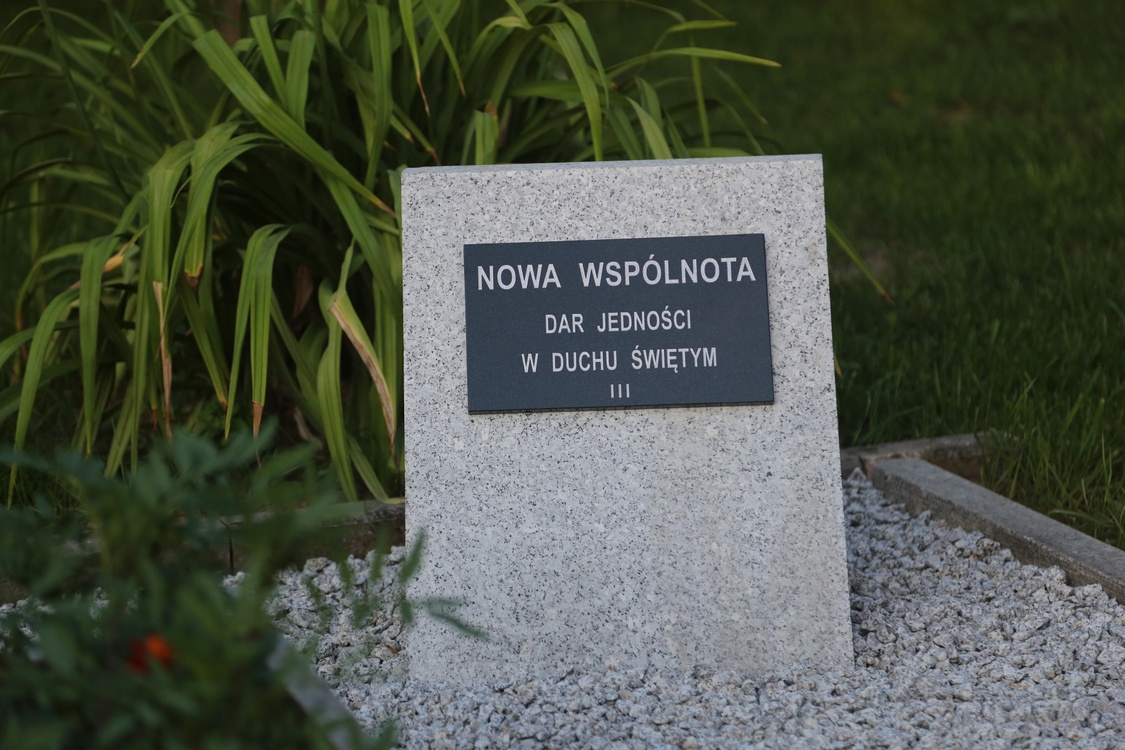 NOWA WSPÓLNOTA
DAR JEDNOŚCI
W DUCHU ŚWIĘTYM
III